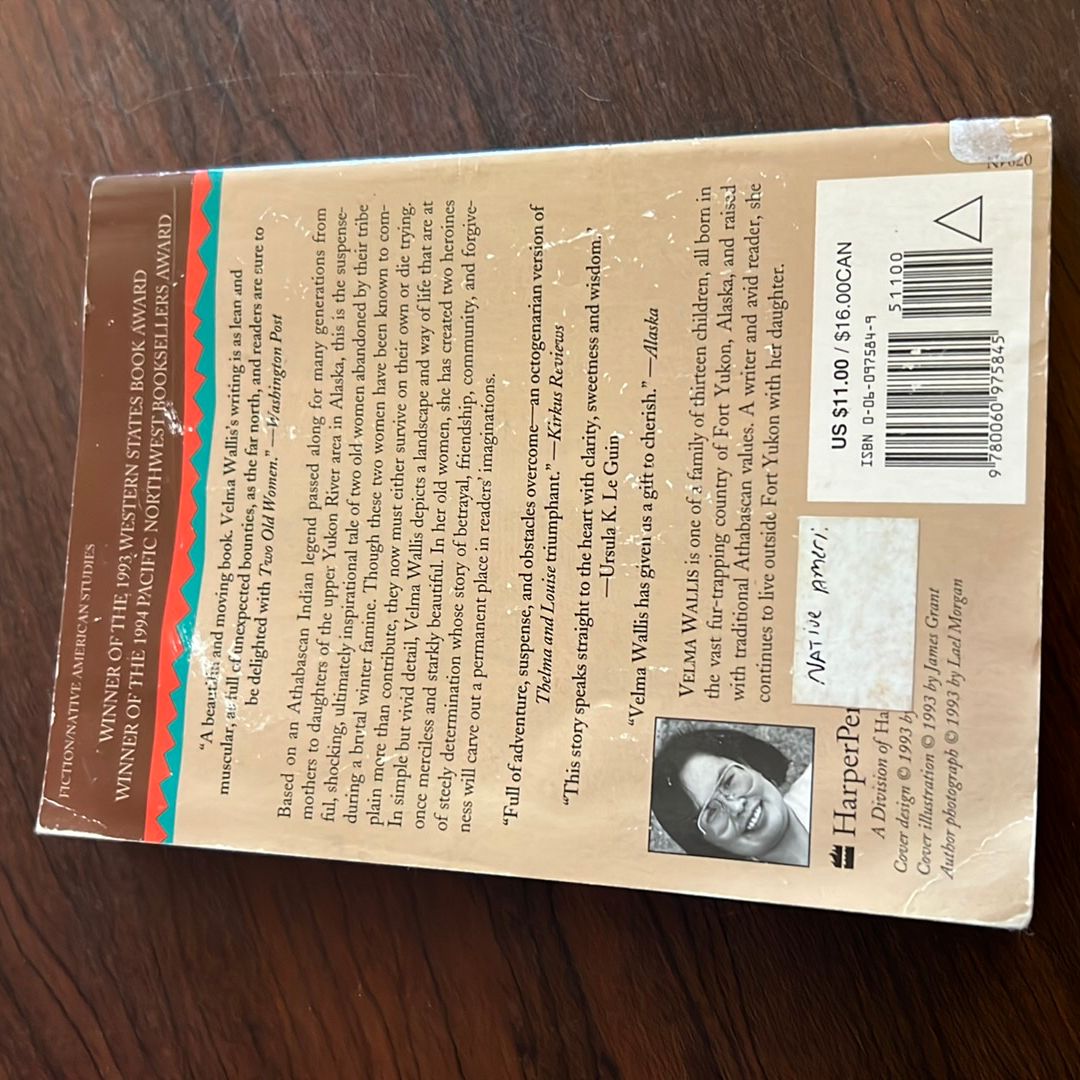 FICTION/NATIVE AMERICAN STUDIES
WINNER OF THE 1993 WESTERN STATES BOOK AWARD
WINNER OF THE 1994 PACIFIC NORTHWEST BOOKSELLERS AWARD
“A beautiful and moving book. Velma Wallis’s writing is as lean and
muscular, as full of unexpected bounties, as the far north, and readers are sure to
be delighted with Two Old Women.” —Washington Post
Based on an Athabascan Indian legend passed along for many generations from
mothers to daughters of the upper Yukon River area in Alaska, this is the suspense-
ful, shocking, ultimately inspirational tale of two old women abandoned by their tribe
during a brutal winter famine. Though these two women have been known to com-
plain more than contribute, they now must either survive on their own or die trying.
In simple but vivid detail, Velma Wallis depicts a landscape and way of life that are at
once merciless and starkly beautiful. In her old women, she has created two heroines
of steely determination whose story of betrayal, friendship, community, and forgive-
ness will carve out a permanent place in readers’ imaginations.
“Full of adventure, suspense, and obstacles overcome—an octogenarian version of
Thelma and Louise triumphant.” —Kirkus Reviews
“This story speaks straight to the heart with clarity, sweetness and wisdom.”
—Ursula K. Le Guin
“Velma Wallis has given us a gift to cherish.” —Alaska
VELMA WALLIS is one of a family of thirteen children, all born in
the vast fur-trapping country of Fort Yukon, Alaska, and raised
with traditional Athabascan values. A writer and avid reader, she
continues to live outside Fort Yukon with her daughter.
HarperPer
A Division of Ha
Cover design © 1993 by
Cover illustration © 1993 by James Grant
Author photograph © 1993 by Lael Morgan
NATIVE AMERI.
US $11.00 / $16.00CAN
ISBN 0-06-097584-9
51100
9 780060 975845